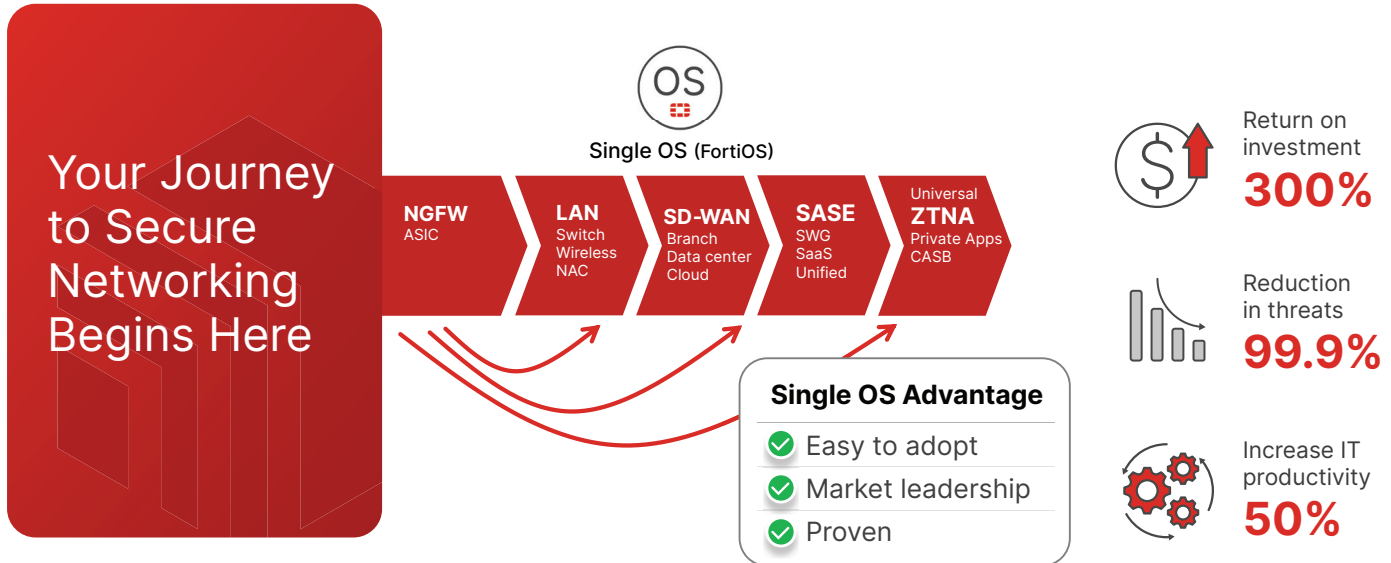 Your Journey
to Secure
Networking
Begins Here
OS
Single OS (FortiOS)
NGFW
ASIC
LAN
Switch
Wireless
NAC
SD-WAN
Branch
Data center
Cloud
SASE
SWG
SaaS
Unified
Universal
ZTNA
Private Apps
CASB
Single OS Advantage
Easy to adopt
Market leadership
Proven
Return on
investment
300%
Reduction
in threats
99.9%
Increase IT
productivity
50%